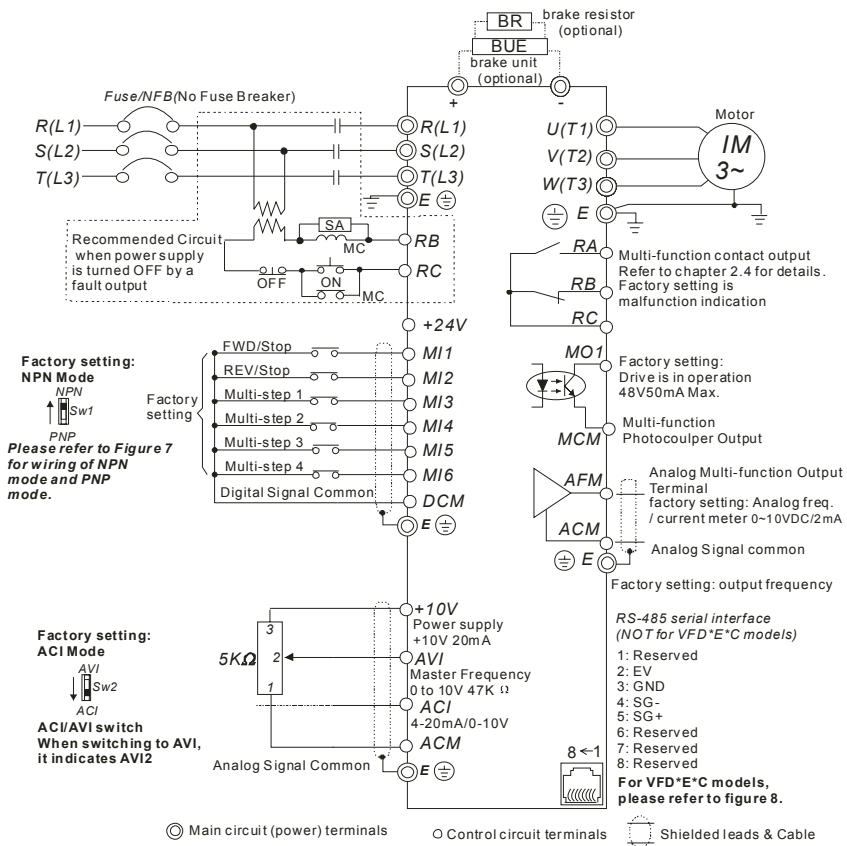 BR
brake resistor
(optional)
BUE
brake unit
(optional)
+
-
Fuse/NFB(No Fuse Breaker)
R(L1)
S(L2)
T(L3)
R(L1)
S(L2)
T(L3)
E
U(T1)
V(T2)
W(T3)
E
Motor
IM
3~
Recommended Circuit
when power supply
is turned OFF by a
fault output
SA
MC
OFF
ON
MC
RB
RC
RA
RB
RC
Multi-function contact output
Refer to chapter 2.4 for details.
Factory setting is
malfunction indication
+24V
FWD/Stop
MI1
REV/Stop
MI2
Multi-step 1
MI3
Multi-step 2
MI4
Multi-step 3
MI5
Multi-step 4
MI6
Digital Signal Common
DCM
E
Factory
setting
Factory setting:
NPN Mode
NPN
Sw1
PNP
Please refer to Figure 7
for wiring of NPN
mode and PNP
mode.
MO1
Factory setting:
Drive is in operation
48V50mA Max.
Multi-function
Photocoulper Output
MCM
AFM
Analog Multi-function Output
Terminal
factory setting: Analog freq.
/ current meter 0~10VDC/2mA
ACM
Analog Signal common
E
Factory setting: output frequency
+10V
Power supply
+10V 20mA
3
5KΩ
2
1
AVI
Master Frequency
0 to 10V 47K Ω
ACI
4-20mA/0-10V
ACM
Analog Signal Common
E
Factory setting:
ACI Mode
AVI
Sw2
ACI
ACI/AVI switch
When switching to AVI,
it indicates AVI2
RS-485 serial interface
(NOT for VFD*E*C models)
1: Reserved
2: EV
3: GND
4: SG-
5: SG+
6: Reserved
7: Reserved
8: Reserved
8←1
For VFD*E*C models,
please refer to figure 8.
Main circuit (power) terminals
Control circuit terminals
Shielded leads & Cable